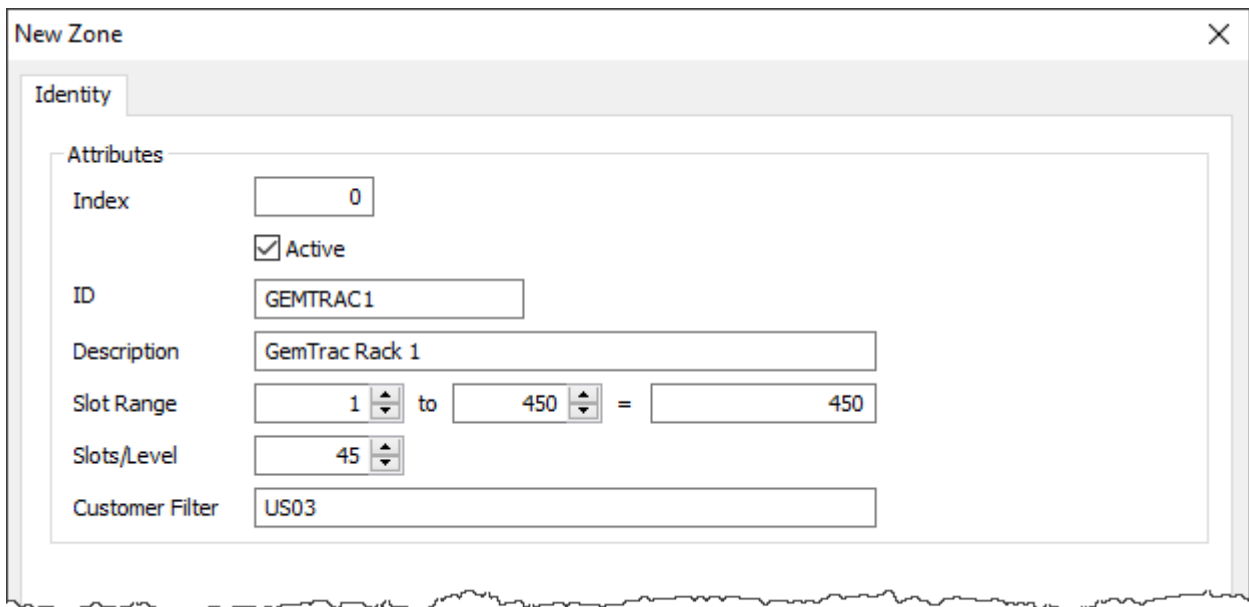 New Zone
Identity
Attributes
Index 0
Active
ID GEMTRAC1
Description GemTrac Rack 1
Slot Range 1 to 450 = 450
Slots/Level 45
Customer Filter US03